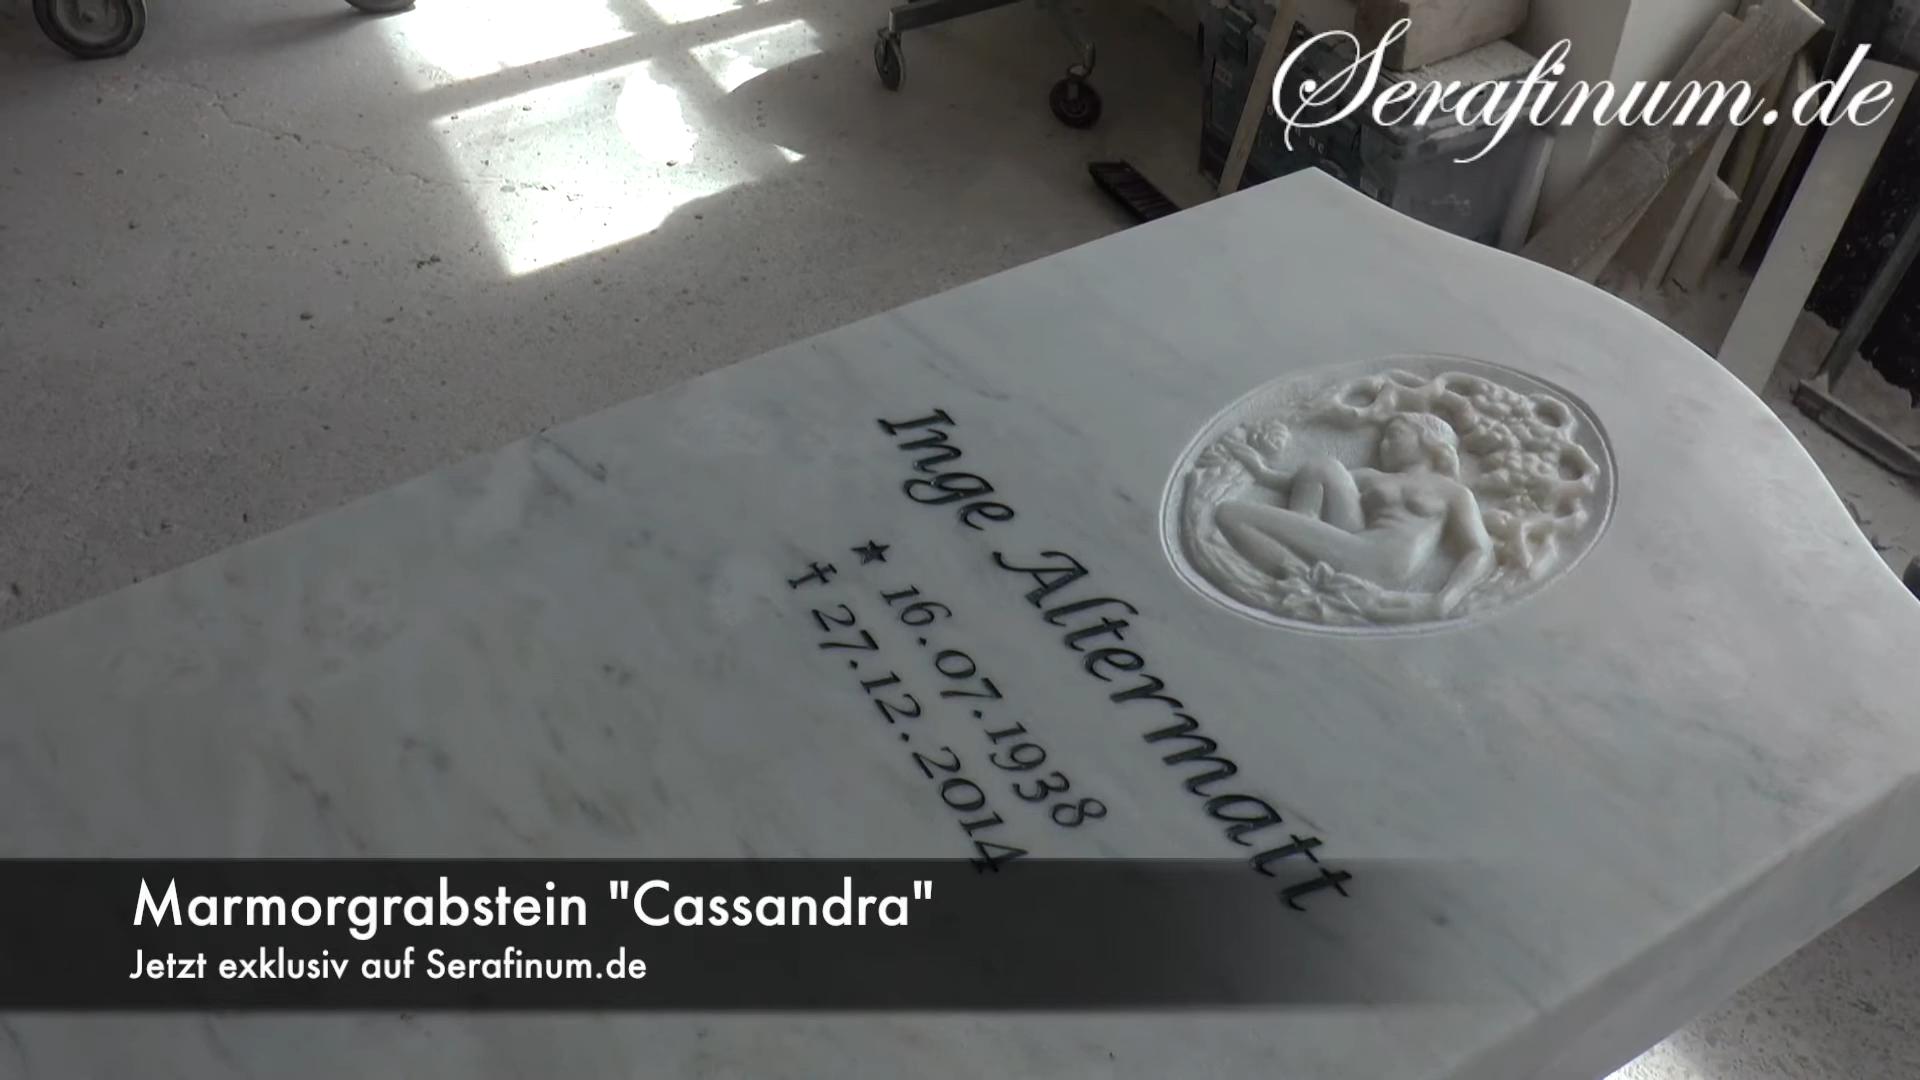 Serafinum.de
Inge Altermatt
★ 16.07.1938
† 27.12.2014
Marmorgrabstein "Cassandra"
Jetzt exklusiv auf Serafinum.de